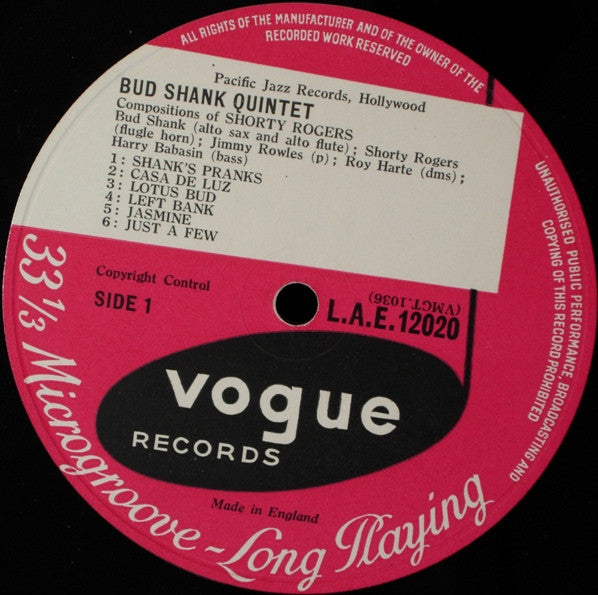 ALL RIGHTS OF THE MANUFACTURER AND OF THE OWNER OF THE
RECORDED WORK RESERVED
Pacific Jazz Records, Hollywood
BUD SHANK QUINTET
Compositions of SHORTY ROGERS
Bud Shank (alto sax and alto flute); Shorty Rogers
(flugle horn); Jimmy Rowles (p); Roy Harte (dms);
Harry Babasin (bass)
1: SHANK'S PRANKS
2: CASA DE LUZ
3: LOTUS BUD
4: LEFT BANK
5: JASMINE
6: JUST A FEW
UNAUTHORISED PUBLIC PERFORMANCE, BROADCASTING AND
COPYING OF THIS RECORD PROHIBITED
Copyright Control
SIDE 1
(VMGT.1036)
L.A.E.12020
vogue
RECORDS
Made in England
33⅓ Microgroove-Long Playing